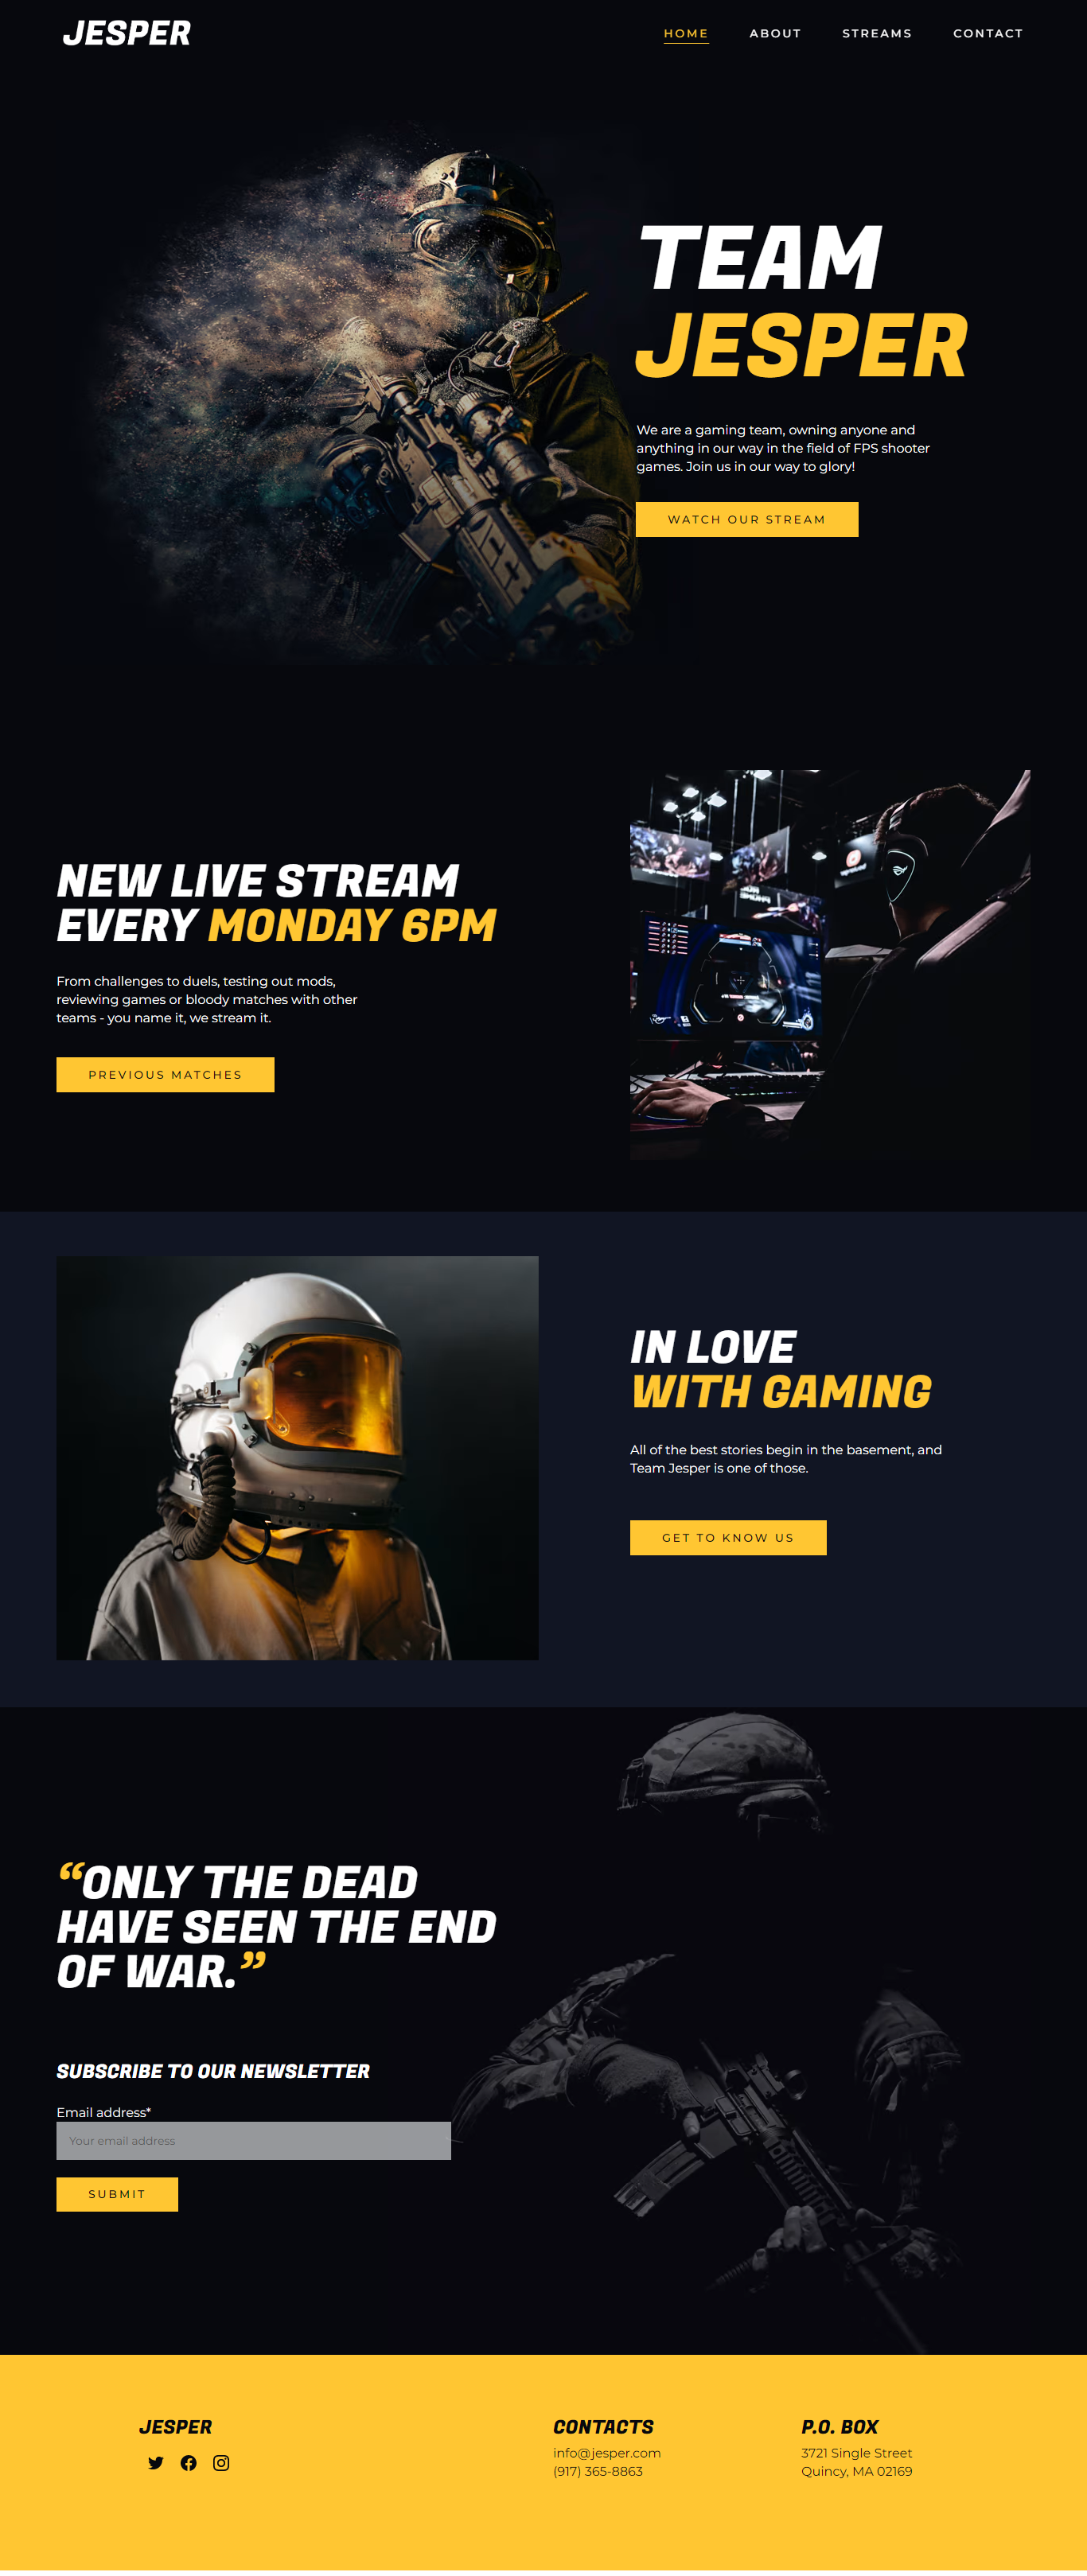 JESPER
HOME ABOUT STREAMS CONTACT
TEAM
JESPER
We are a gaming team, owning anyone and
anything in our way in the field of FPS shooter
games. Join us in our way to glory!
WATCH OUR STREAM
NEW LIVE STREAM
EVERY MONDAY 6PM
From challenges to duels, testing out mods,
reviewing games or bloody matches with other
teams - you name it, we stream it.
PREVIOUS MATCHES
IN LOVE
WITH GAMING
All of the best stories begin in the basement, and
Team Jesper is one of those.
GET TO KNOW US
“ONLY THE DEAD
HAVE SEEN THE END
OF WAR.”
SUBSCRIBE TO OUR NEWSLETTER
Email address*
Your email address
SUBMIT
JESPER
CONTACTS
info@jesper.com
(917) 365-8863
P.O. BOX
3721 Single Street
Quincy, MA 02169